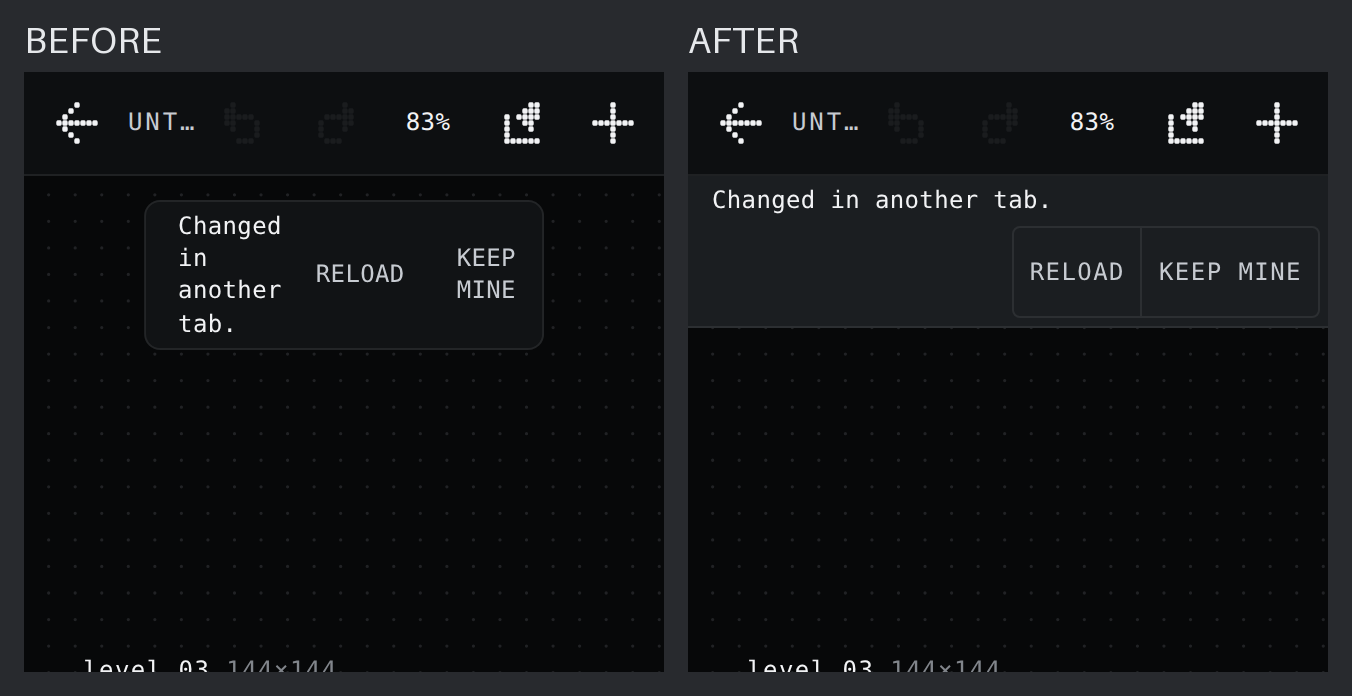 BEFORE
UNT… 83%
Changed
in
another
tab.
RELOAD
KEEP
MINE
level 03 144×144
AFTER
UNT… 83%
Changed in another tab.
RELOAD KEEP MINE
level 03 144×144